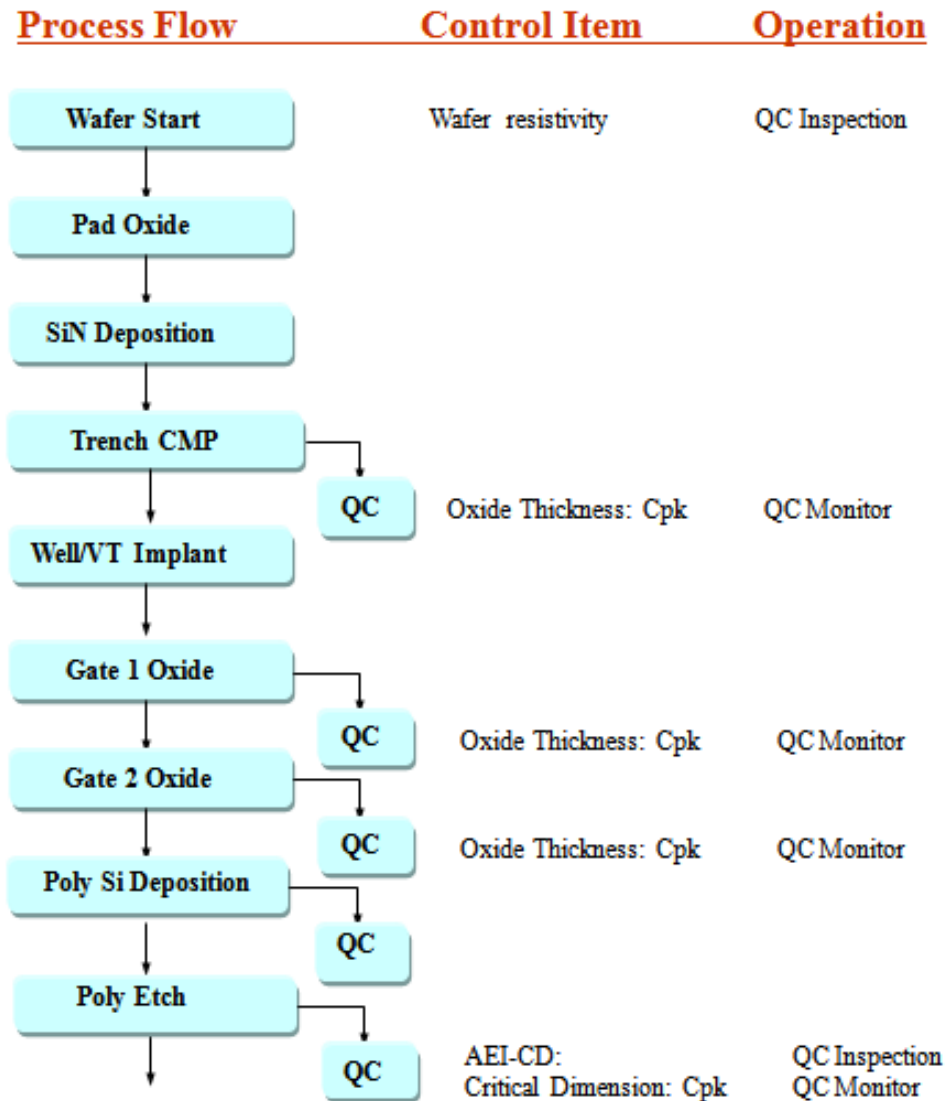 Process Flow Control Item Operation
Wafer Start Wafer resistivity QC Inspection
Pad Oxide
SiN Deposition
Trench CMP
QC Oxide Thickness: Cpk QC Monitor
Well/VT Implant
Gate 1 Oxide
QC Oxide Thickness: Cpk QC Monitor
Gate 2 Oxide
QC Oxide Thickness: Cpk QC Monitor
Poly Si Deposition
QC
Poly Etch
QC AEI-CD: QC Inspection
Critical Dimension: Cpk QC Monitor